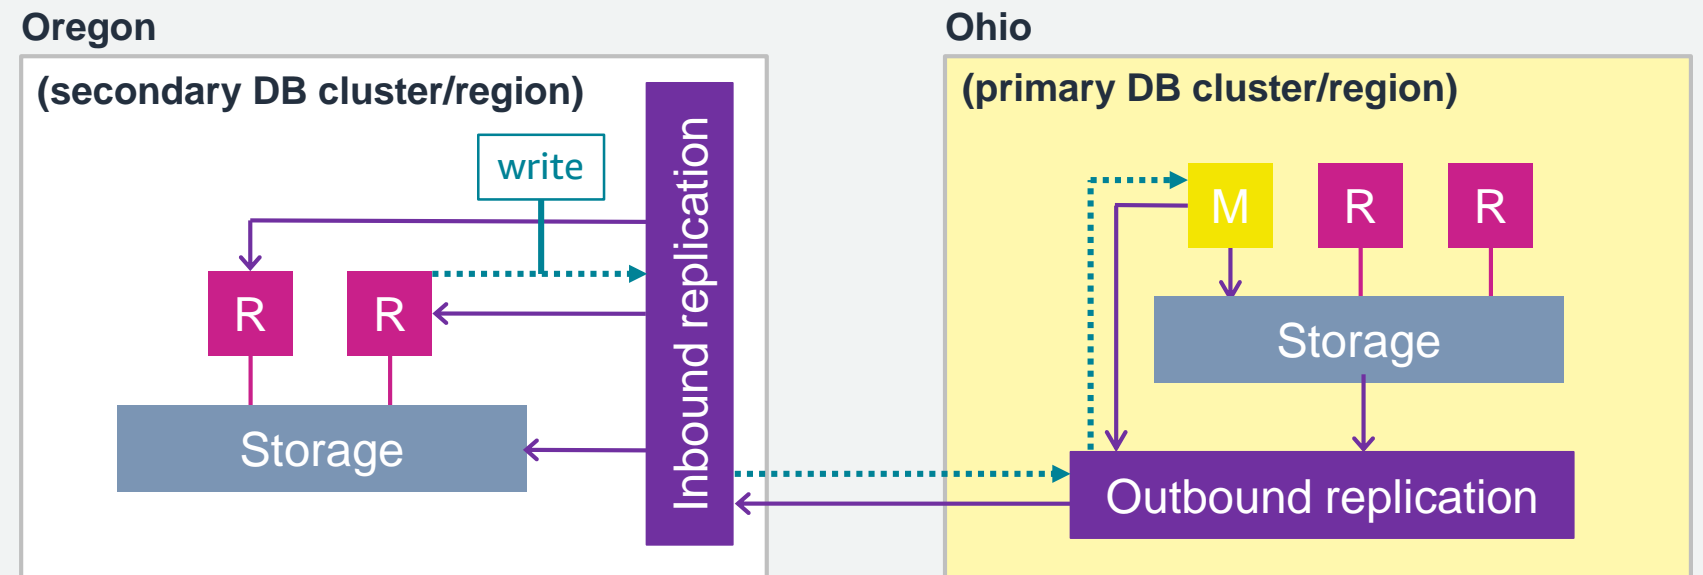 Oregon
(secondary DB cluster/region)
write
Inbound replication
R
R
Storage
Ohio
(primary DB cluster/region)
M
R
R
Storage
Outbound replication